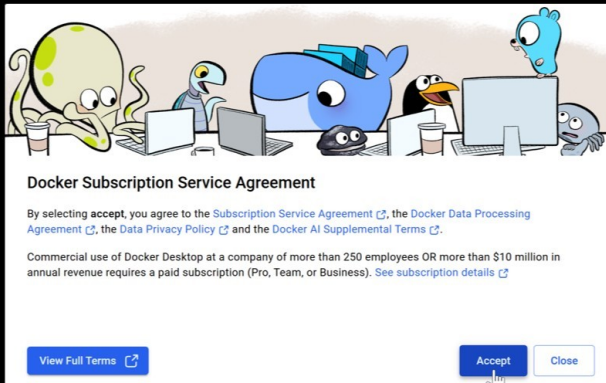 Docker Subscription Service Agreement
By selecting accept, you agree to the Subscription Service Agreement, the Docker Data Processing
Agreement, the Data Privacy Policy and the Docker AI Supplemental Terms.
Commercial use of Docker Desktop at a company of more than 250 employees OR more than $10 million in
annual revenue requires a paid subscription (Pro, Team, or Business). See subscription details
View Full Terms
Accept
Close